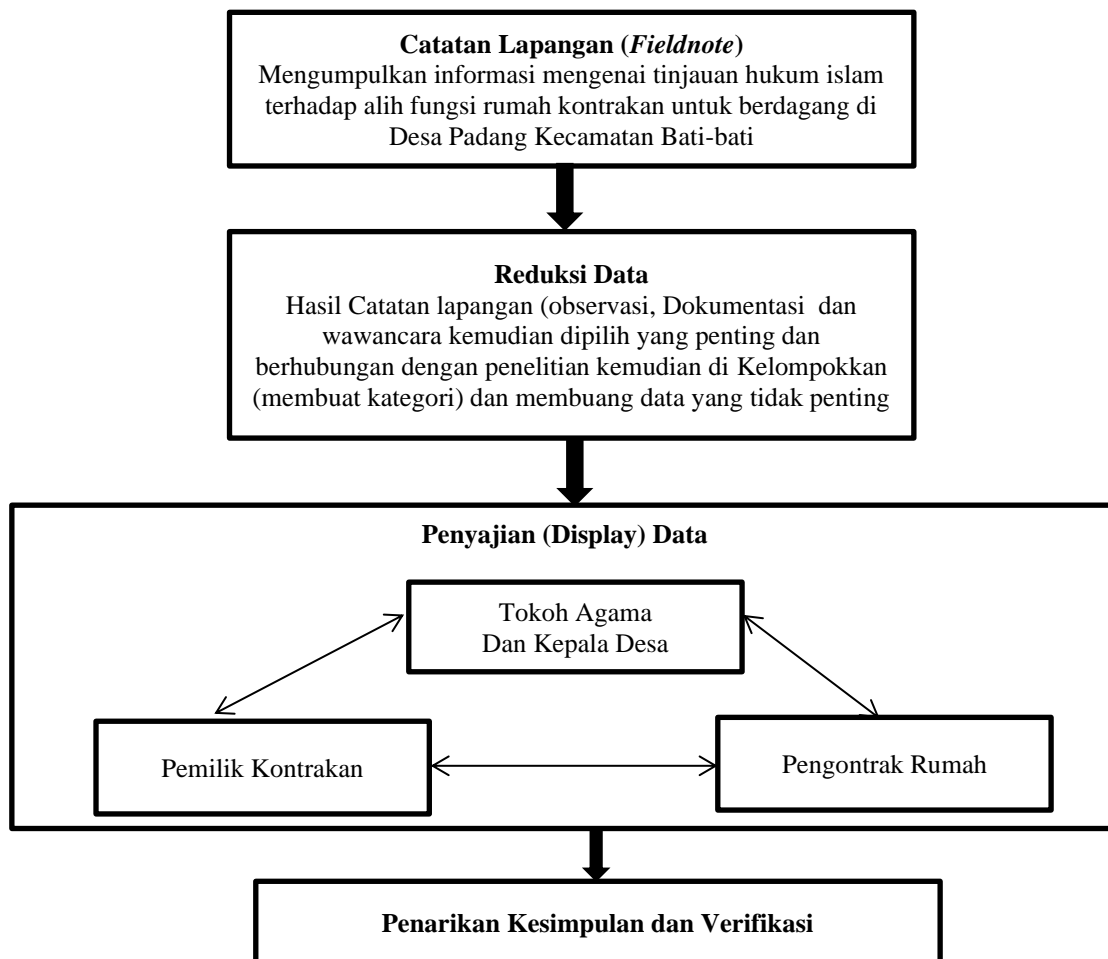 Catatan Lapangan (Fieldnote)
Mengumpulkan informasi mengenai tinjauan hukum islam
terhadap alih fungsi rumah kontrakan untuk berdagang di
Desa Padang Kecamatan Bati-bati
Reduksi Data
Hasil Catatan lapangan (observasi, Dokumentasi dan
wawancara kemudian dipilih yang penting dan
berhubungan dengan penelitian kemudian di Kelompokkan
(membuat kategori) dan membuang data yang tidak penting
Penyajian (Display) Data
Tokoh Agama
Dan Kepala Desa
Pemilik Kontrakan
Pengontrak Rumah
Penarikan Kesimpulan dan Verifikasi